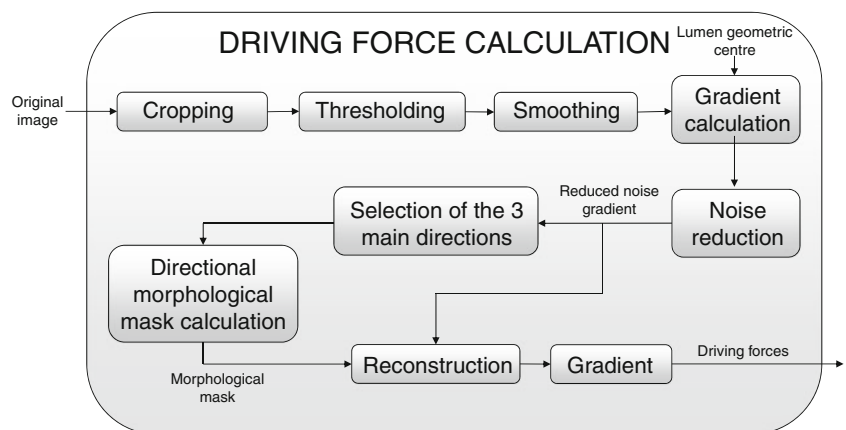 DRIVING FORCE CALCULATION
Lumen geometric
centre
Original
image
Cropping
Thresholding
Smoothing
Gradient
calculation
Reduced noise
gradient
Selection of the 3
main directions
Noise
reduction
Directional
morphological
mask calculation
Morphological
mask
Reconstruction
Gradient
Driving forces